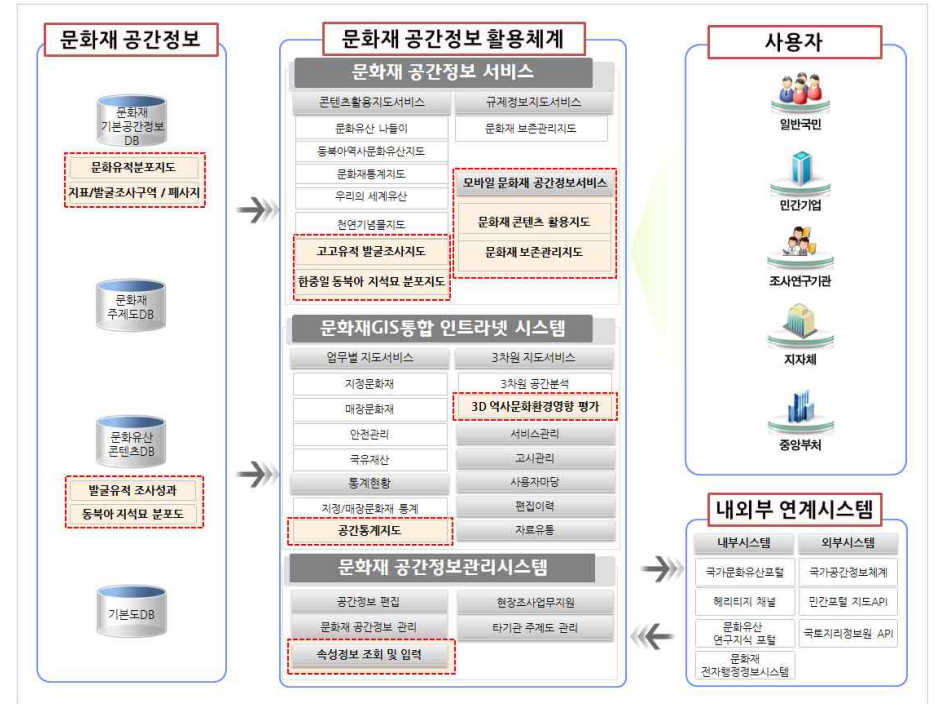 문화재 공간정보
문화재
기본공간정보
DB
문화유적분포지도
지표/발굴조사구역 / 폐사지
문화재
주제도DB
문화유산
콘텐츠DB
발굴유적 조사성과
동북아 지석묘 분포도
기본도DB
문화재 공간정보 활용체계
문화재 공간정보 서비스
콘텐츠활용지도서비스
문화유산 나들이
동북아역사문화유산지도
문화재통계지도
우리의 세계유산
천연기념물지도
고고유적 발굴조사지도
한중일 동북아 지석묘 분포지도
규제정보지도서비스
문화재 보존관리지도
모바일 문화재 공간정보서비스
문화재 콘텐츠 활용지도
문화재 보존관리지도
문화재GIS통합 인트라넷 시스템
업무별 지도서비스
지정문화재
매장문화재
안전관리
국유재산
통계현황
지정/매장문화재 통계
공간통계지도
3차원 지도서비스
3차원 공간분석
3D 역사문화환경영향 평가
서비스관리
고시관리
사용자마당
편집이력
자료유통
문화재 공간정보관리시스템
공간정보 편집
문화재 공간정보 관리
속성정보 조회 및 입력
현장조사업무지원
타기관 주제도 관리
사용자
일반국민
민간기업
조사연구기관
지자체
중앙부처
내외부 연계시스템
내부시스템
국가문화유산포털
헤리티지 채널
문화유산
연구지식 포털
문화재
전자행정정보시스템
외부시스템
국가공간정보체계
민간포털 지도API
국토지리정보원 API